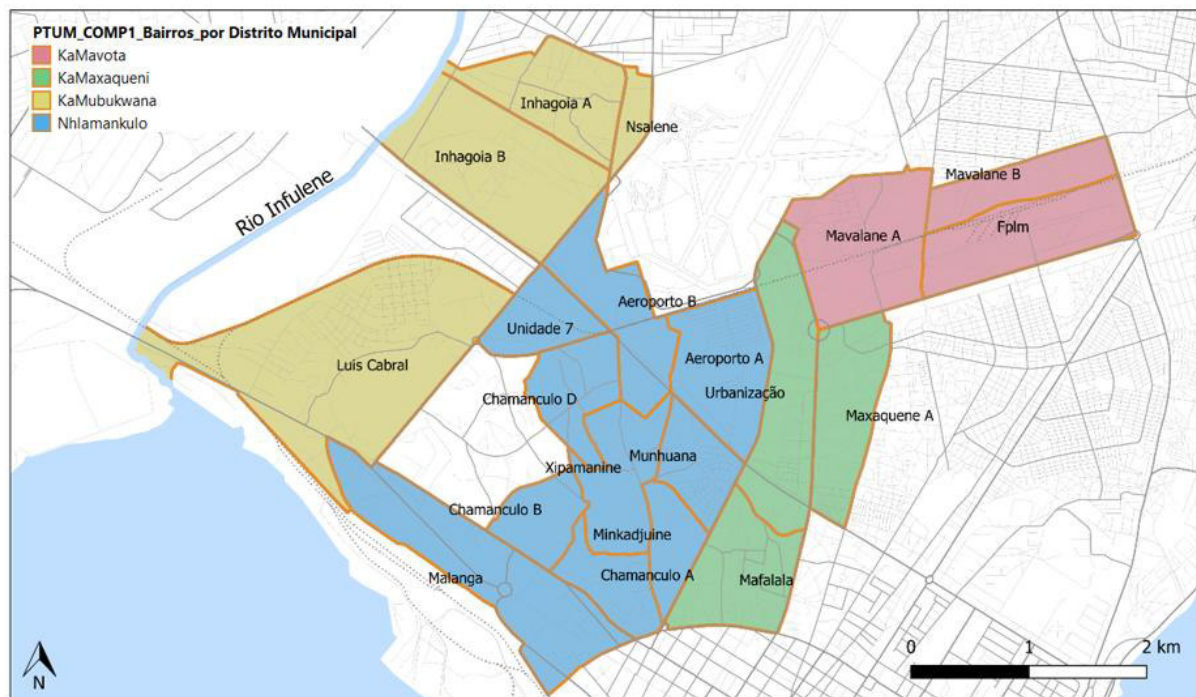 PTUM_COMP1_Bairros_por Distrito Municipal
KaMavota
KaMaxaqueni
KaMubukwana
Nhlamankulo
Inhagoia A
Nsalene
Inhagoia B
Mavalane B
Rio Infulene
Mavalane A
Fplm
Aeroporto B
Unidade 7
Luis Cabral
Aeroporto A
Urbanização
Chamanculo D
Maxaquene A
Munhuana
Xipamanine
Chamanculo B
Minkadjuine
Malanga
Chamanculo A
Mafalala
0 1 2 km
N